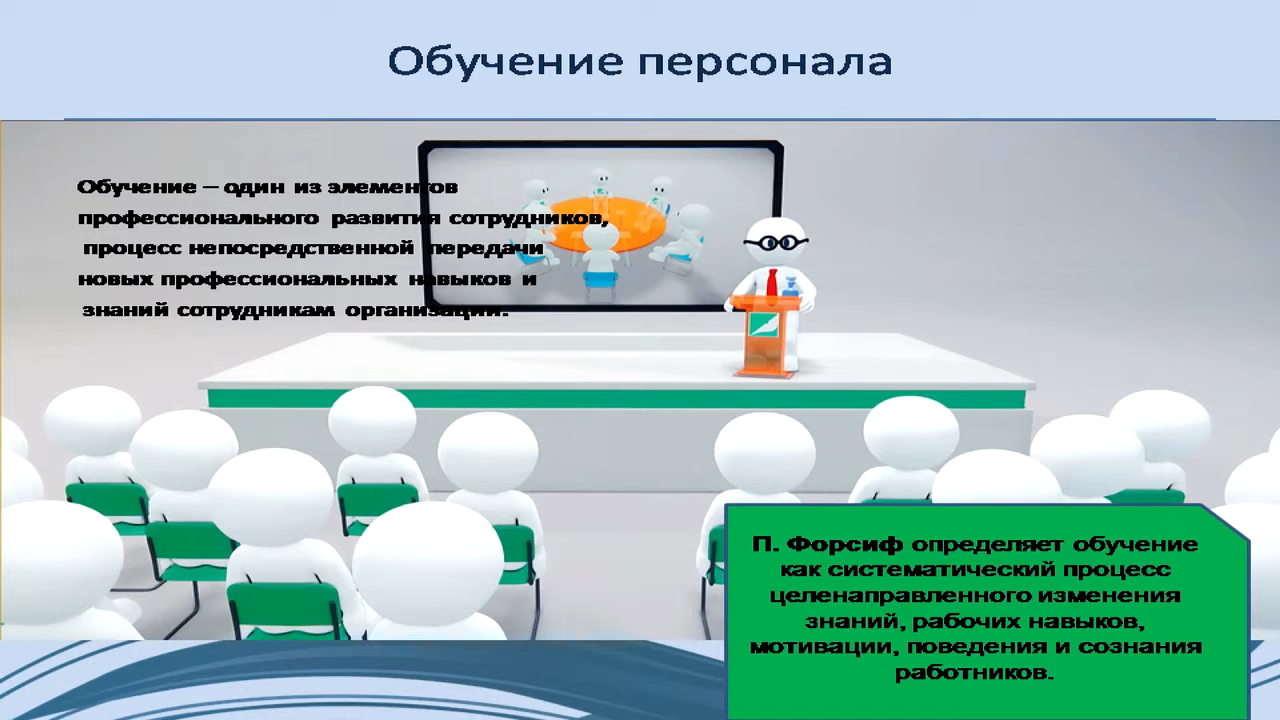 Обучение персонала
Обучение – один из элементов
профессионального развития сотрудников,
процесс непосредственной передачи
новых профессиональных навыков и
знаний сотрудникам организации.
П. Форсиф определяет обучение
как систематический процесс
целенаправленного изменения
знаний, рабочих навыков,
мотивации, поведения и сознания
работников.